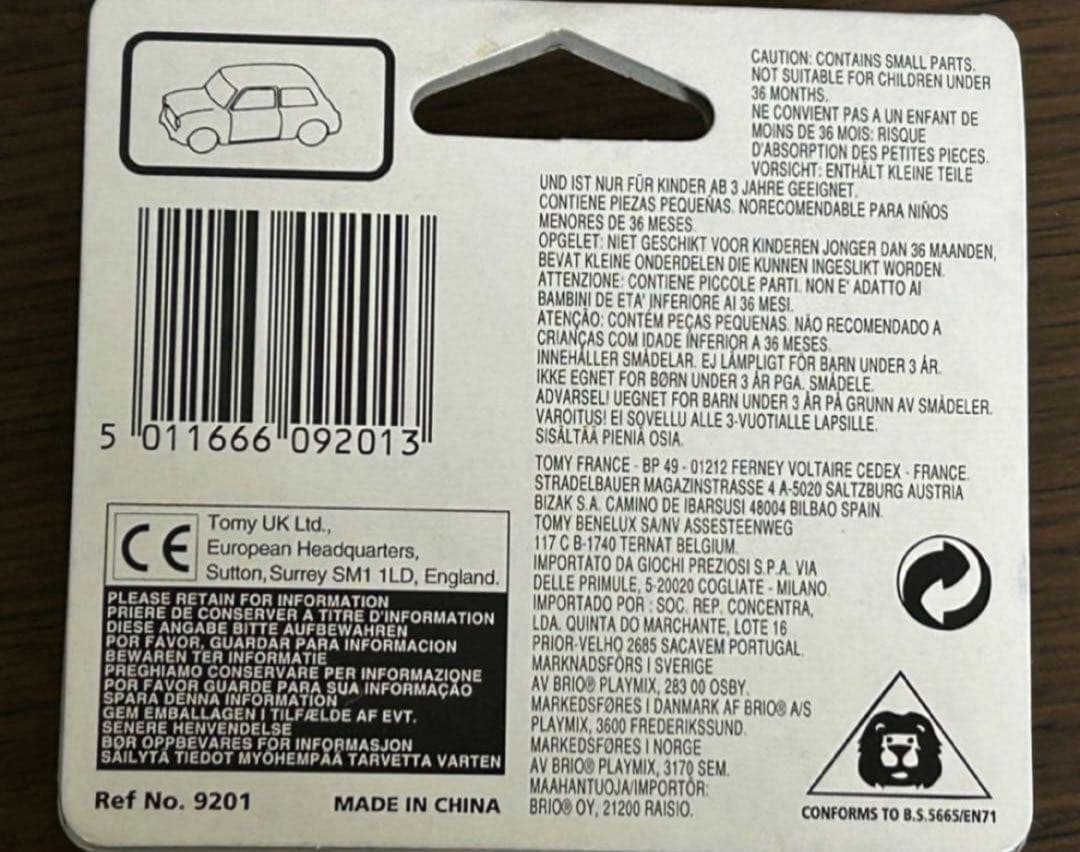 CAUTION: CONTAINS SMALL PARTS.
NOT SUITABLE FOR CHILDREN UNDER
36 MONTHS.
NE CONVIENT PAS A UN ENFANT DE
MOINS DE 36 MOIS: RISQUE
D'ABSORPTION DES PETITES PIECES.
VORSICHT: ENTHÄLT KLEINE TEILE
UND IST NUR FÜR KINDER AB 3 JAHRE GEEIGNET.
CONTIENE PIEZAS PEQUEÑAS. NORECOMENDABLE PARA NIÑOS
MENORES DE 36 MESES.
OPGELET: NIET GESCHIKT VOOR KINDEREN JONGER DAN 36 MAANDEN,
BEVAT KLEINE ONDERDELEN DIE KUNNEN INGESLIKT WORDEN.
ATTENZIONE: CONTIENE PICCOLE PARTI. NON E' ADATTO AI
BAMBINI DE ETA' INFERIORE AI 36 MESI.
ATENÇÃO: CONTÉM PEÇAS PEQUENAS. NÃO RECOMENDADO A
CRIANÇAS COM IDADE INFERIOR A 36 MESES.
INNEHÅLLER SMÅDELAR. EJ LÄMPLIGT FÖR BARN UNDER 3 ÅR.
IKKE EGNET FOR BØRN UNDER 3 ÅR PGA. SMÅDELE.
ADVARSEL! UEGNET FOR BARN UNDER 3 ÅR PÅ GRUNN AV SMÅDELER.
VAROITUS! EI SOVELLU ALLE 3-VUOTIALLE LAPSILLE.
SISÄLTÄÄ PIENIÄ OSIA.
5 011666 092013
TOMY FRANCE - BP 49 - 01212 FERNEY VOLTAIRE CEDEX - FRANCE.
STRADELBAUER MAGAZINSTRASSE 4 A-5020 SALTZBURG AUSTRIA
BIZAK S.A. CAMINO DE IBARSUSI 48004 BILBAO SPAIN.
TOMY BENELUX SA/NV ASSESTEENWEG
117 C B-1740 TERNAT BELGIUM.
IMPORTATO DA GIOCHI PREZIOSI S.P.A. VIA
DELLE PRIMULE, 5-20020 COGLIATE - MILANO.
IMPORTADO POR : SOC. REP. CONCENTRA,
LDA. QUINTA DO MARCHANTE, LOTE 16
PRIOR-VELHO 2685 SACAVEM PORTUGAL.
MARKNADSFÖRS I SVERIGE
AV BRIO® PLAYMIX, 283 00 OSBY.
MARKEDSFØRES I DANMARK AF BRIO® A/S
PLAYMIX, 3600 FREDERIKSSUND.
MARKEDSFØRES I NORGE
AV BRIO® PLAYMIX, 3170 SEM.
MAAHANTUOJA/IMPORTÖR:
BRIO® OY, 21200 RAISIO.
CE
Tomy UK Ltd.,
European Headquarters,
Sutton, Surrey SM1 1LD, England.
PLEASE RETAIN FOR INFORMATION
PRIERE DE CONSERVER A TITRE D'INFORMATION
DIESE ANGABE BITTE AUFBEWAHREN
POR FAVOR, GUARDAR PARA INFORMACION
BEWAREN TER INFORMATIE
PREGHIAMO CONSERVARE PER INFORMAZIONE
POR FAVOR GUARDE PARA SUA INFORMAÇÃO
SPARA DENNA INFORMATION
GEM EMBALLAGEN I TILFÆLDE AF EVT.
SENERE HENVENDELSE
BØR OPPBEVARES FOR INFORMASJON
SÄILYTÄ TIEDOT MYÖHEMPÄÄ TARVETTA VARTEN
Ref No. 9201
MADE IN CHINA
CONFORMS TO B.S.5665/EN71